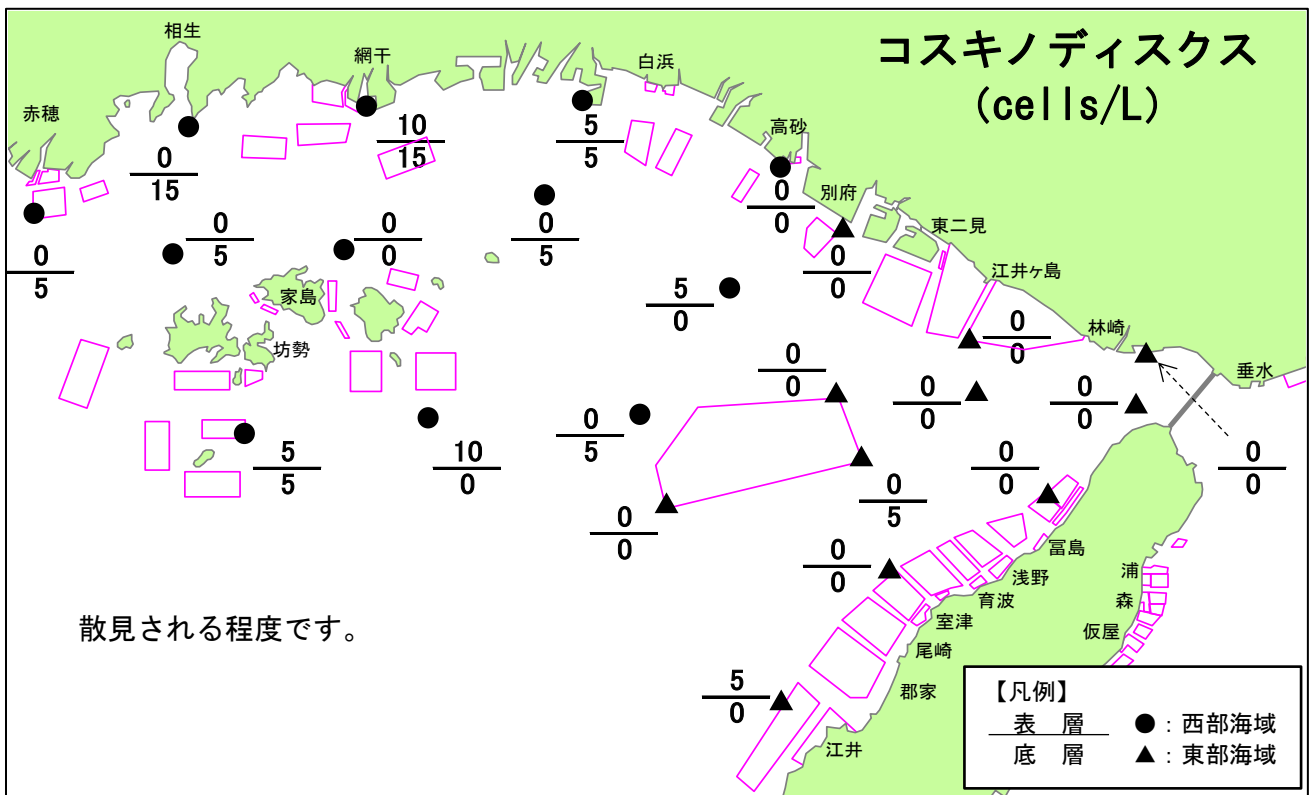 コスキノディスクス
(cells/L)
相生
網干
白浜
赤穂
高砂
別府
東二見
江井ヶ島
林崎
垂水
家島
坊勢
10
15
5
5
0
15
0
0
0
5
0
0
0
5
0
5
0
0
5
0
0
0
0
0
0
0
0
0
0
5
5
5
10
0
0
0
0
0
0
5
0
0
0
0
5
0
冨島
浅野
育波
室津
尾崎
郡家
江井
浦
森
仮屋
散見される程度です。
【凡例】
表 層
底 層
●：西部海域
▲：東部海域